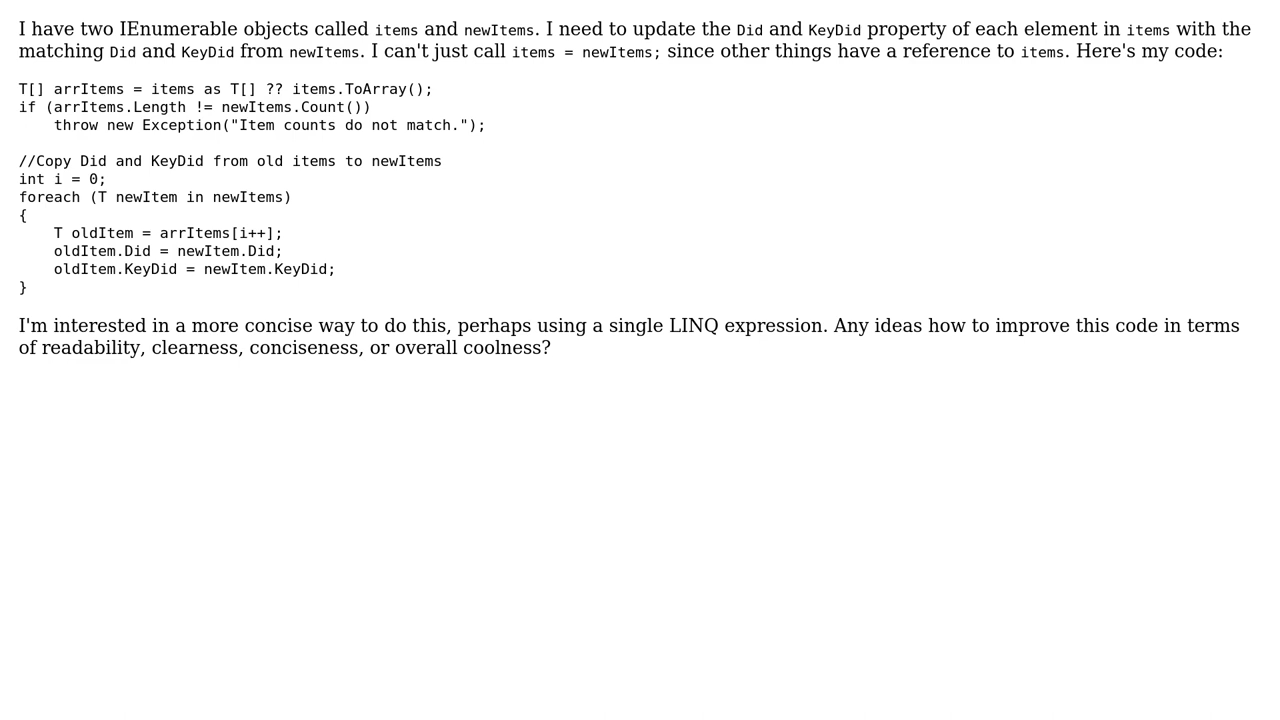 I have two IEnumerable objects called items and newItems. I need to update the Did and KeyDid property of each element in items with the
matching Did and KeyDid from newItems. I can't just call items = newItems; since other things have a reference to items. Here's my code:
T[] arrItems = items as T[] ?? items.ToArray();
if (arrItems.Length != newItems.Count())
    throw new Exception("Item counts do not match.");
//Copy Did and KeyDid from old items to newItems
int i = 0;
foreach (T newItem in newItems)
{
    T oldItem = arrItems[i++];
    oldItem.Did = newItem.Did;
    oldItem.KeyDid = newItem.KeyDid;
}
I'm interested in a more concise way to do this, perhaps using a single LINQ expression. Any ideas how to improve this code in terms
of readability, clearness, conciseness, or overall coolness?